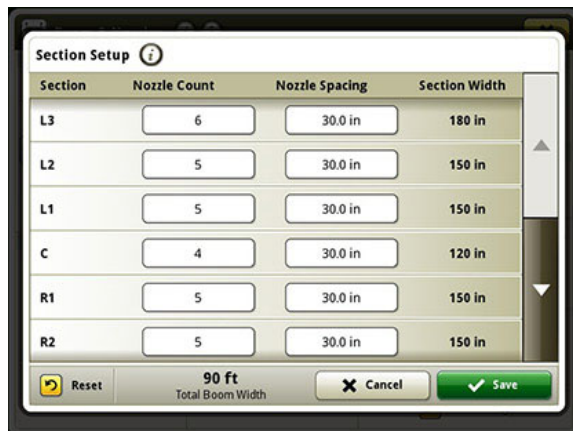 Section Setup i
Section Nozzle Count Nozzle Spacing Section Width
L3 6 30.0 in 180 in
L2 5 30.0 in 150 in
L1 5 30.0 in 150 in
C 4 30.0 in 120 in
R1 5 30.0 in 150 in
R2 5 30.0 in 150 in
Reset 90 ft Cancel Save
Total Boom Width